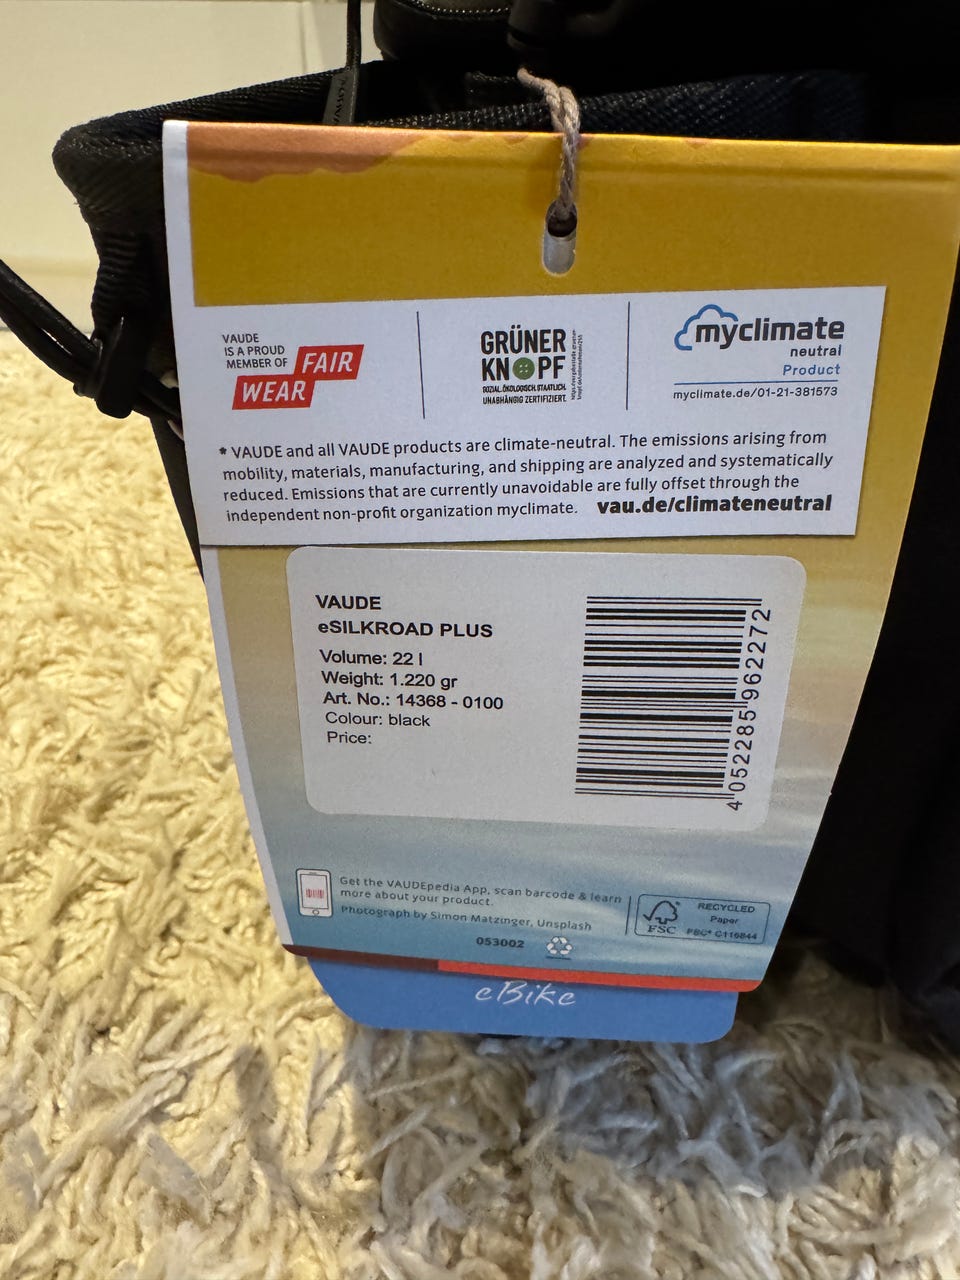 VAUDE
IS A PROUD
MEMBER OF
FAIR
WEAR
GRÜNER
KNOPF
SOZIAL. ÖKOLOGISCH. STAATLICH.
UNABHÄNGIG ZERTIFIZIERT.
myclimate
neutral
Product
myclimate.de/01-21-381573
* VAUDE and all VAUDE products are climate-neutral. The emissions arising from
mobility, materials, manufacturing, and shipping are analyzed and systematically
reduced. Emissions that are currently unavoidable are fully offset through the
independent non-profit organization myclimate. vau.de/climateneutral
VAUDE
eSILKROAD PLUS
Volume: 22 l
Weight: 1.220 gr
Art. No.: 14368 - 0100
Colour: black
Price:
4 052285 962272
Get the VAUDEpedia App, scan barcode & learn
more about your product.
Photograph by Simon Matzinger, Unsplash
053002
FSC
RECYCLED
Paper
FSC® C116844
eBike